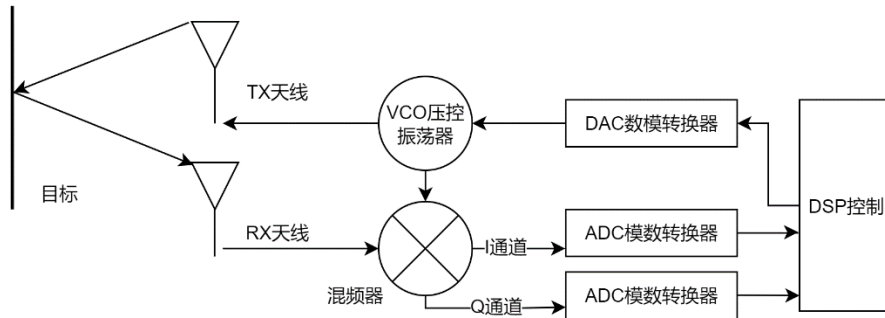 TX天线
VCO压控
振荡器
DAC数模转换器
目标
RX天线
混频器
I通道
Q通道
ADC模数转换器
ADC模数转换器
DSP控制